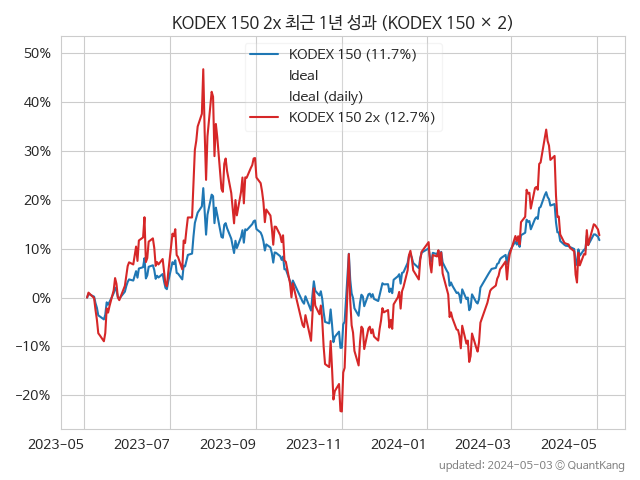 KODEX 150 2x 최근 1년 성과 (KODEX 150 × 2)
KODEX 150 (11.7%)
Ideal
Ideal (daily)
KODEX 150 2x (12.7%)
50%
40%
30%
20%
10%
0%
−10%
−20%
2023-05 2023-07 2023-09 2023-11 2024-01 2024-03 2024-05
updated: 2024-05-03 © QuantKang